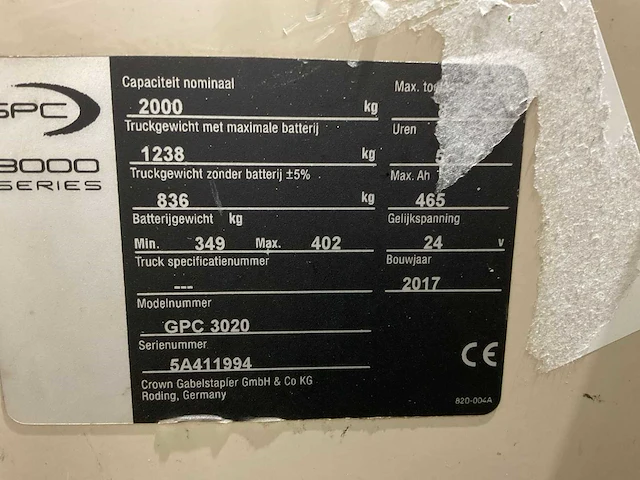 GPC
3000
SERIES
Capaciteit nominaal
2000 kg
Truckgewicht met maximale batterij
1238 kg
Truckgewicht zonder batterij ±5%
836 kg
Batterijgewicht kg
Min. 349 Max. 402
Truck specificatienummer
---
Modelnummer
GPC 3020
Serienummer
5A411994
Crown Gabelstapler GmbH & Co KG
Roding, Germany
Max.
Uren
5
Max. Ah
465
Gelijkspanning
24 v
Bouwjaar
2017
CE
820-004A